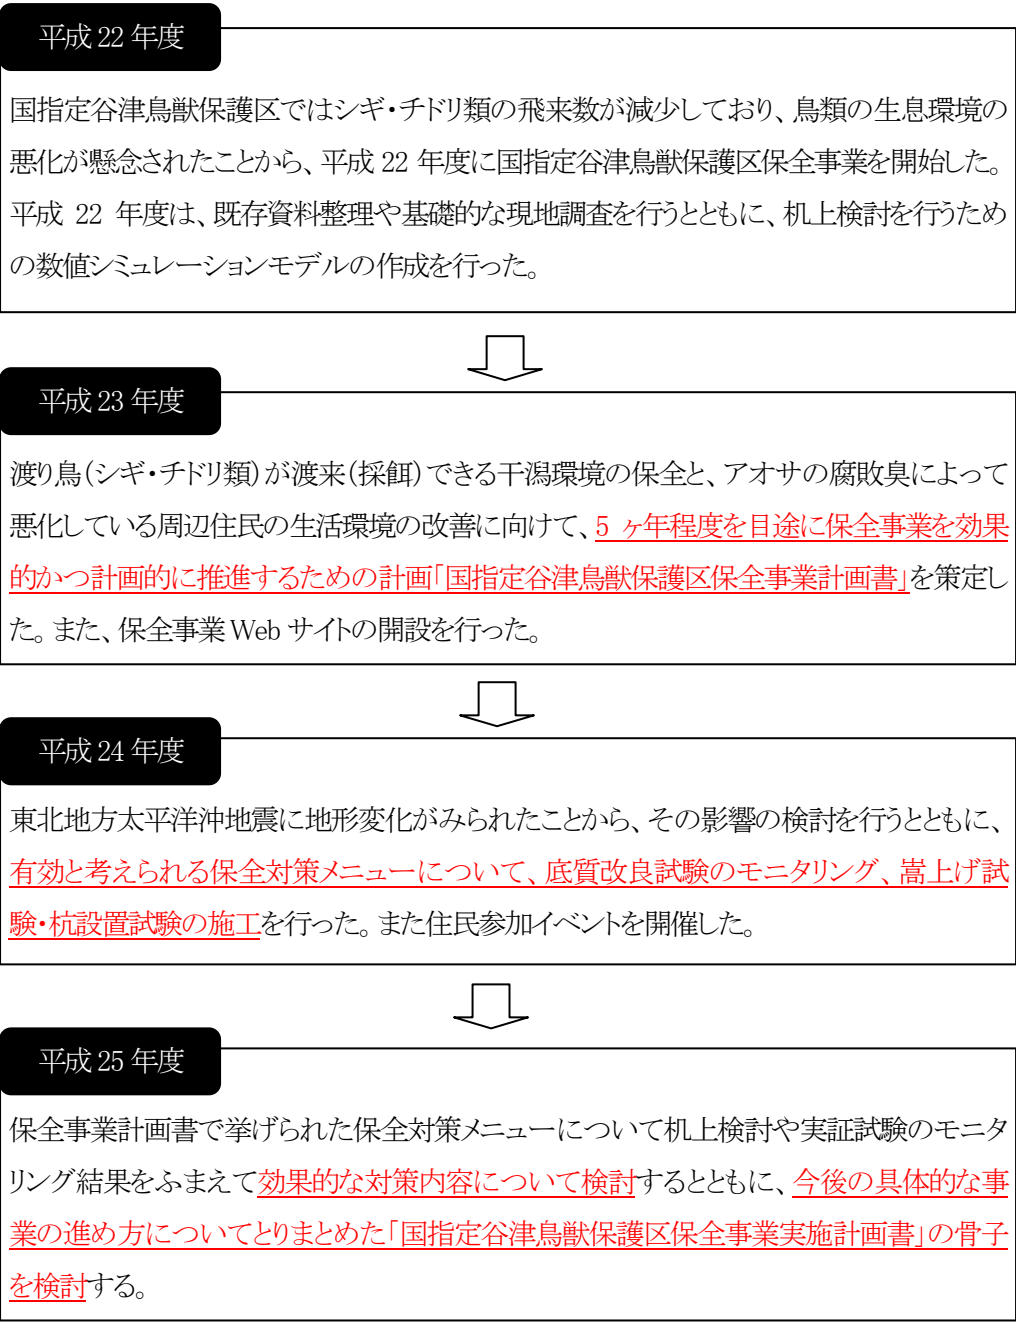 平成 22 年度
国指定谷津鳥獣保護区ではシギ・チドリ類の飛来数が減少しており、鳥類の生息環境の
悪化が懸念されたことから、平成 22 年度に国指定谷津鳥獣保護区保全事業を開始した。
平成 22 年度は、既存資料整理や基礎的な現地調査を行うとともに、机上検討を行うため
の数値シミュレーションモデルの作成を行った。
平成 23 年度
渡り鳥(シギ・チドリ類)が渡来(採餌)できる干潟環境の保全と、アオサの腐敗臭によって
悪化している周辺住民の生活環境の改善に向けて、5 ヶ年程度を目途に保全事業を効果
的かつ計画的に推進するための計画「国指定谷津鳥獣保護区保全事業計画書」を策定し
た。また、保全事業 Web サイトの開設を行った。
平成 24 年度
東北地方太平洋沖地震に地形変化がみられたことから、その影響の検討を行うとともに、
有効と考えられる保全対策メニューについて、底質改良試験のモニタリング、嵩上げ試
験・杭設置試験の施工を行った。また住民参加イベントを開催した。
平成 25 年度
保全事業計画書で挙げられた保全対策メニューについて机上検討や実証試験のモニタ
リング結果をふまえて効果的な対策内容について検討するとともに、今後の具体的な事
業の進め方についてとりまとめた「国指定谷津鳥獣保護区保全事業実施計画書」の骨子
を検討する。